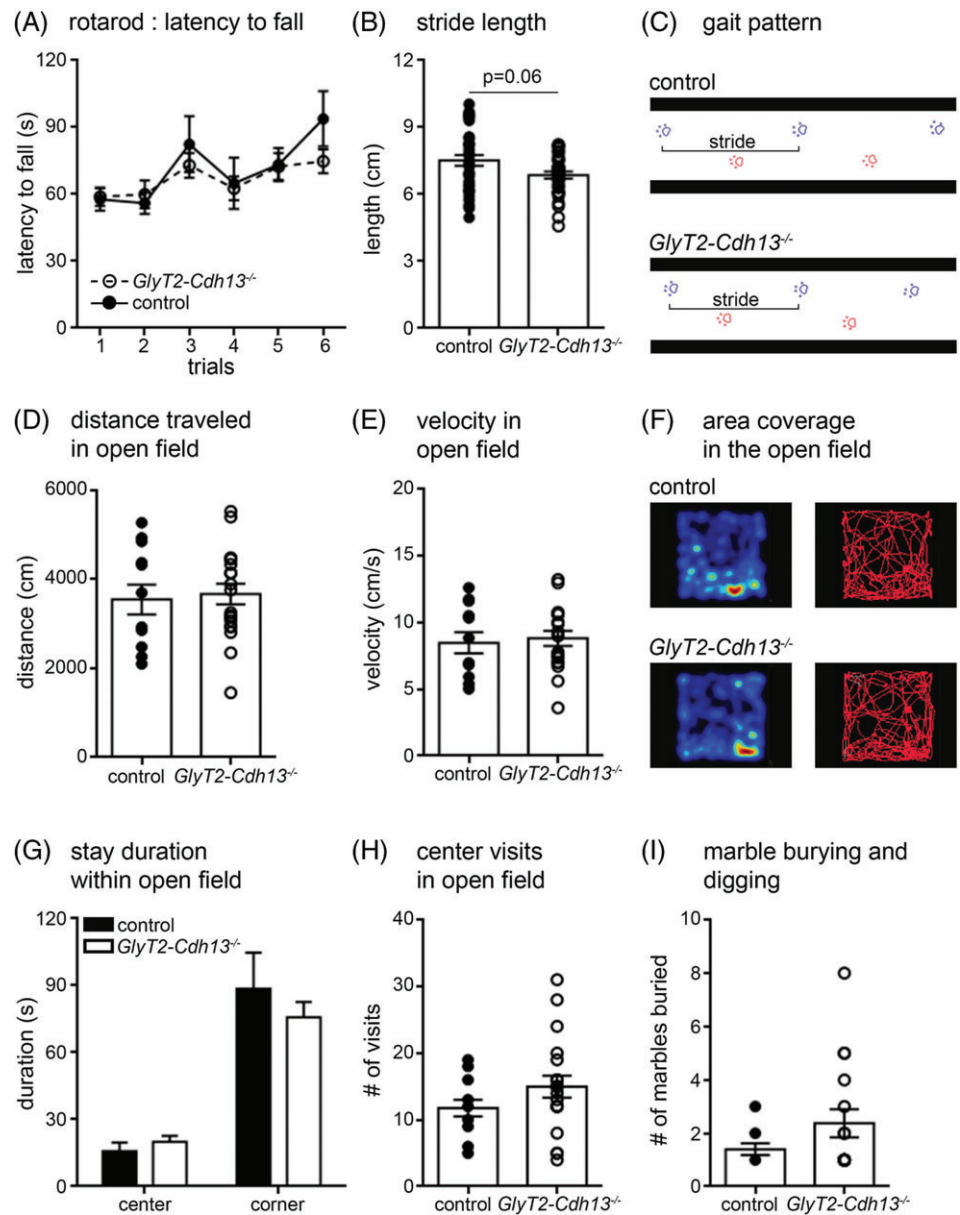 (A) rotarod : latency to fall
120
90
60
30
0
latency to fall (s)
GlyT2-Cdh13-/-
control
1 2 3 4 5 6
trials
(B) stride length
p=0.06
12
9
6
3
0
length (cm)
control GlyT2-Cdh13-/-
(C) gait pattern
control
stride
GlyT2-Cdh13-/-
stride
(D) distance traveled
in open field
6000
4000
2000
0
distance (cm)
control GlyT2-Cdh13-/-
(E) velocity in
open field
20
15
10
5
0
velocity (cm/s)
control GlyT2-Cdh13-/-
(F) area coverage
in the open field
control
GlyT2-Cdh13-/-
(G) stay duration
within open field
120
90
60
30
0
duration (s)
control
GlyT2-Cdh13-/-
center corner
(H) center visits
in open field
40
30
20
10
0
# of visits
control GlyT2-Cdh13-/-
(I) marble burying and
digging
10
8
6
4
2
0
# of marbles buried
control GlyT2-Cdh13-/-